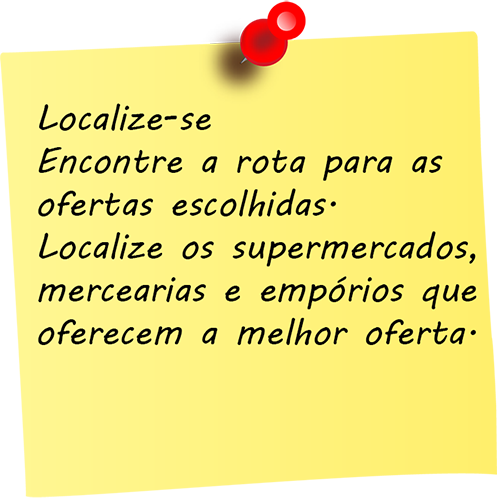 Localize-se
Encontre a rota para as
ofertas escolhidas.
Localize os supermercados,
mercearias e empórios que
oferecem a melhor oferta.